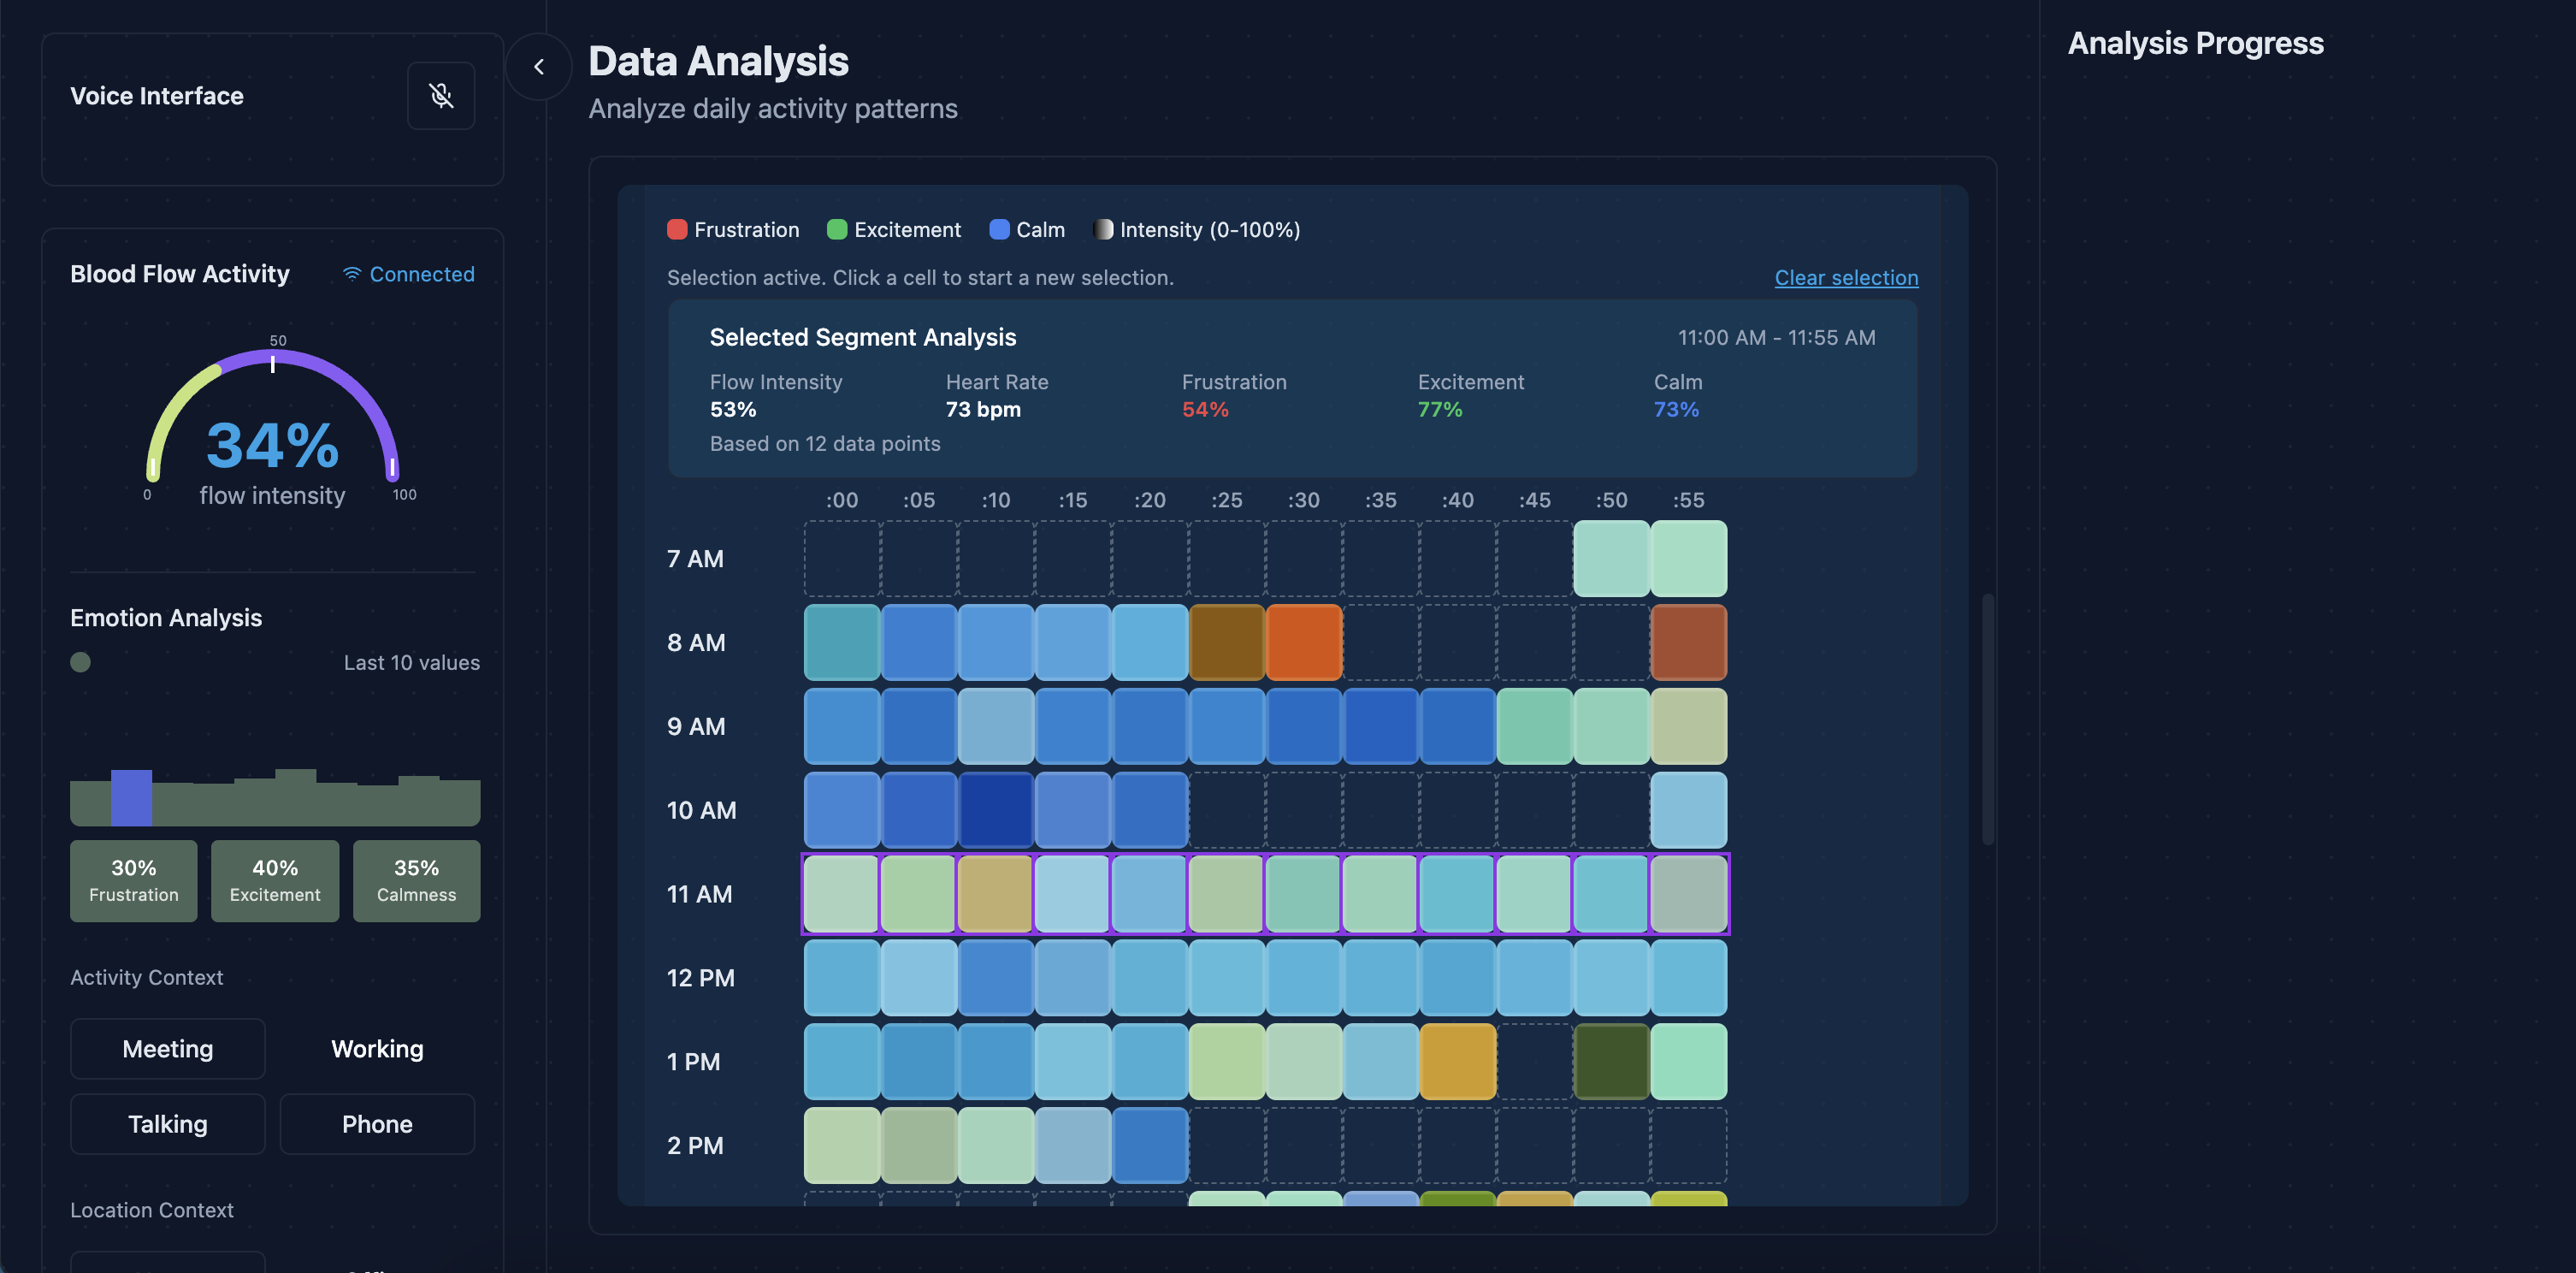 Voice Interface
Blood Flow Activity
Connected
50
34%
flow intensity
0
100
Emotion Analysis
Last 10 values
30%
Frustration
40%
Excitement
35%
Calmness
Activity Context
Meeting
Working
Talking
Phone
Location Context
Data Analysis
Analyze daily activity patterns
Frustration
Excitement
Calm
Intensity (0-100%)
Selection active. Click a cell to start a new selection.
Clear selection
Selected Segment Analysis
11:00 AM - 11:55 AM
Flow Intensity
53%
Heart Rate
73 bpm
Frustration
54%
Excitement
77%
Calm
73%
Based on 12 data points
:00 :05 :10 :15 :20 :25 :30 :35 :40 :45 :50 :55
7 AM
8 AM
9 AM
10 AM
11 AM
12 PM
1 PM
2 PM
Analysis Progress